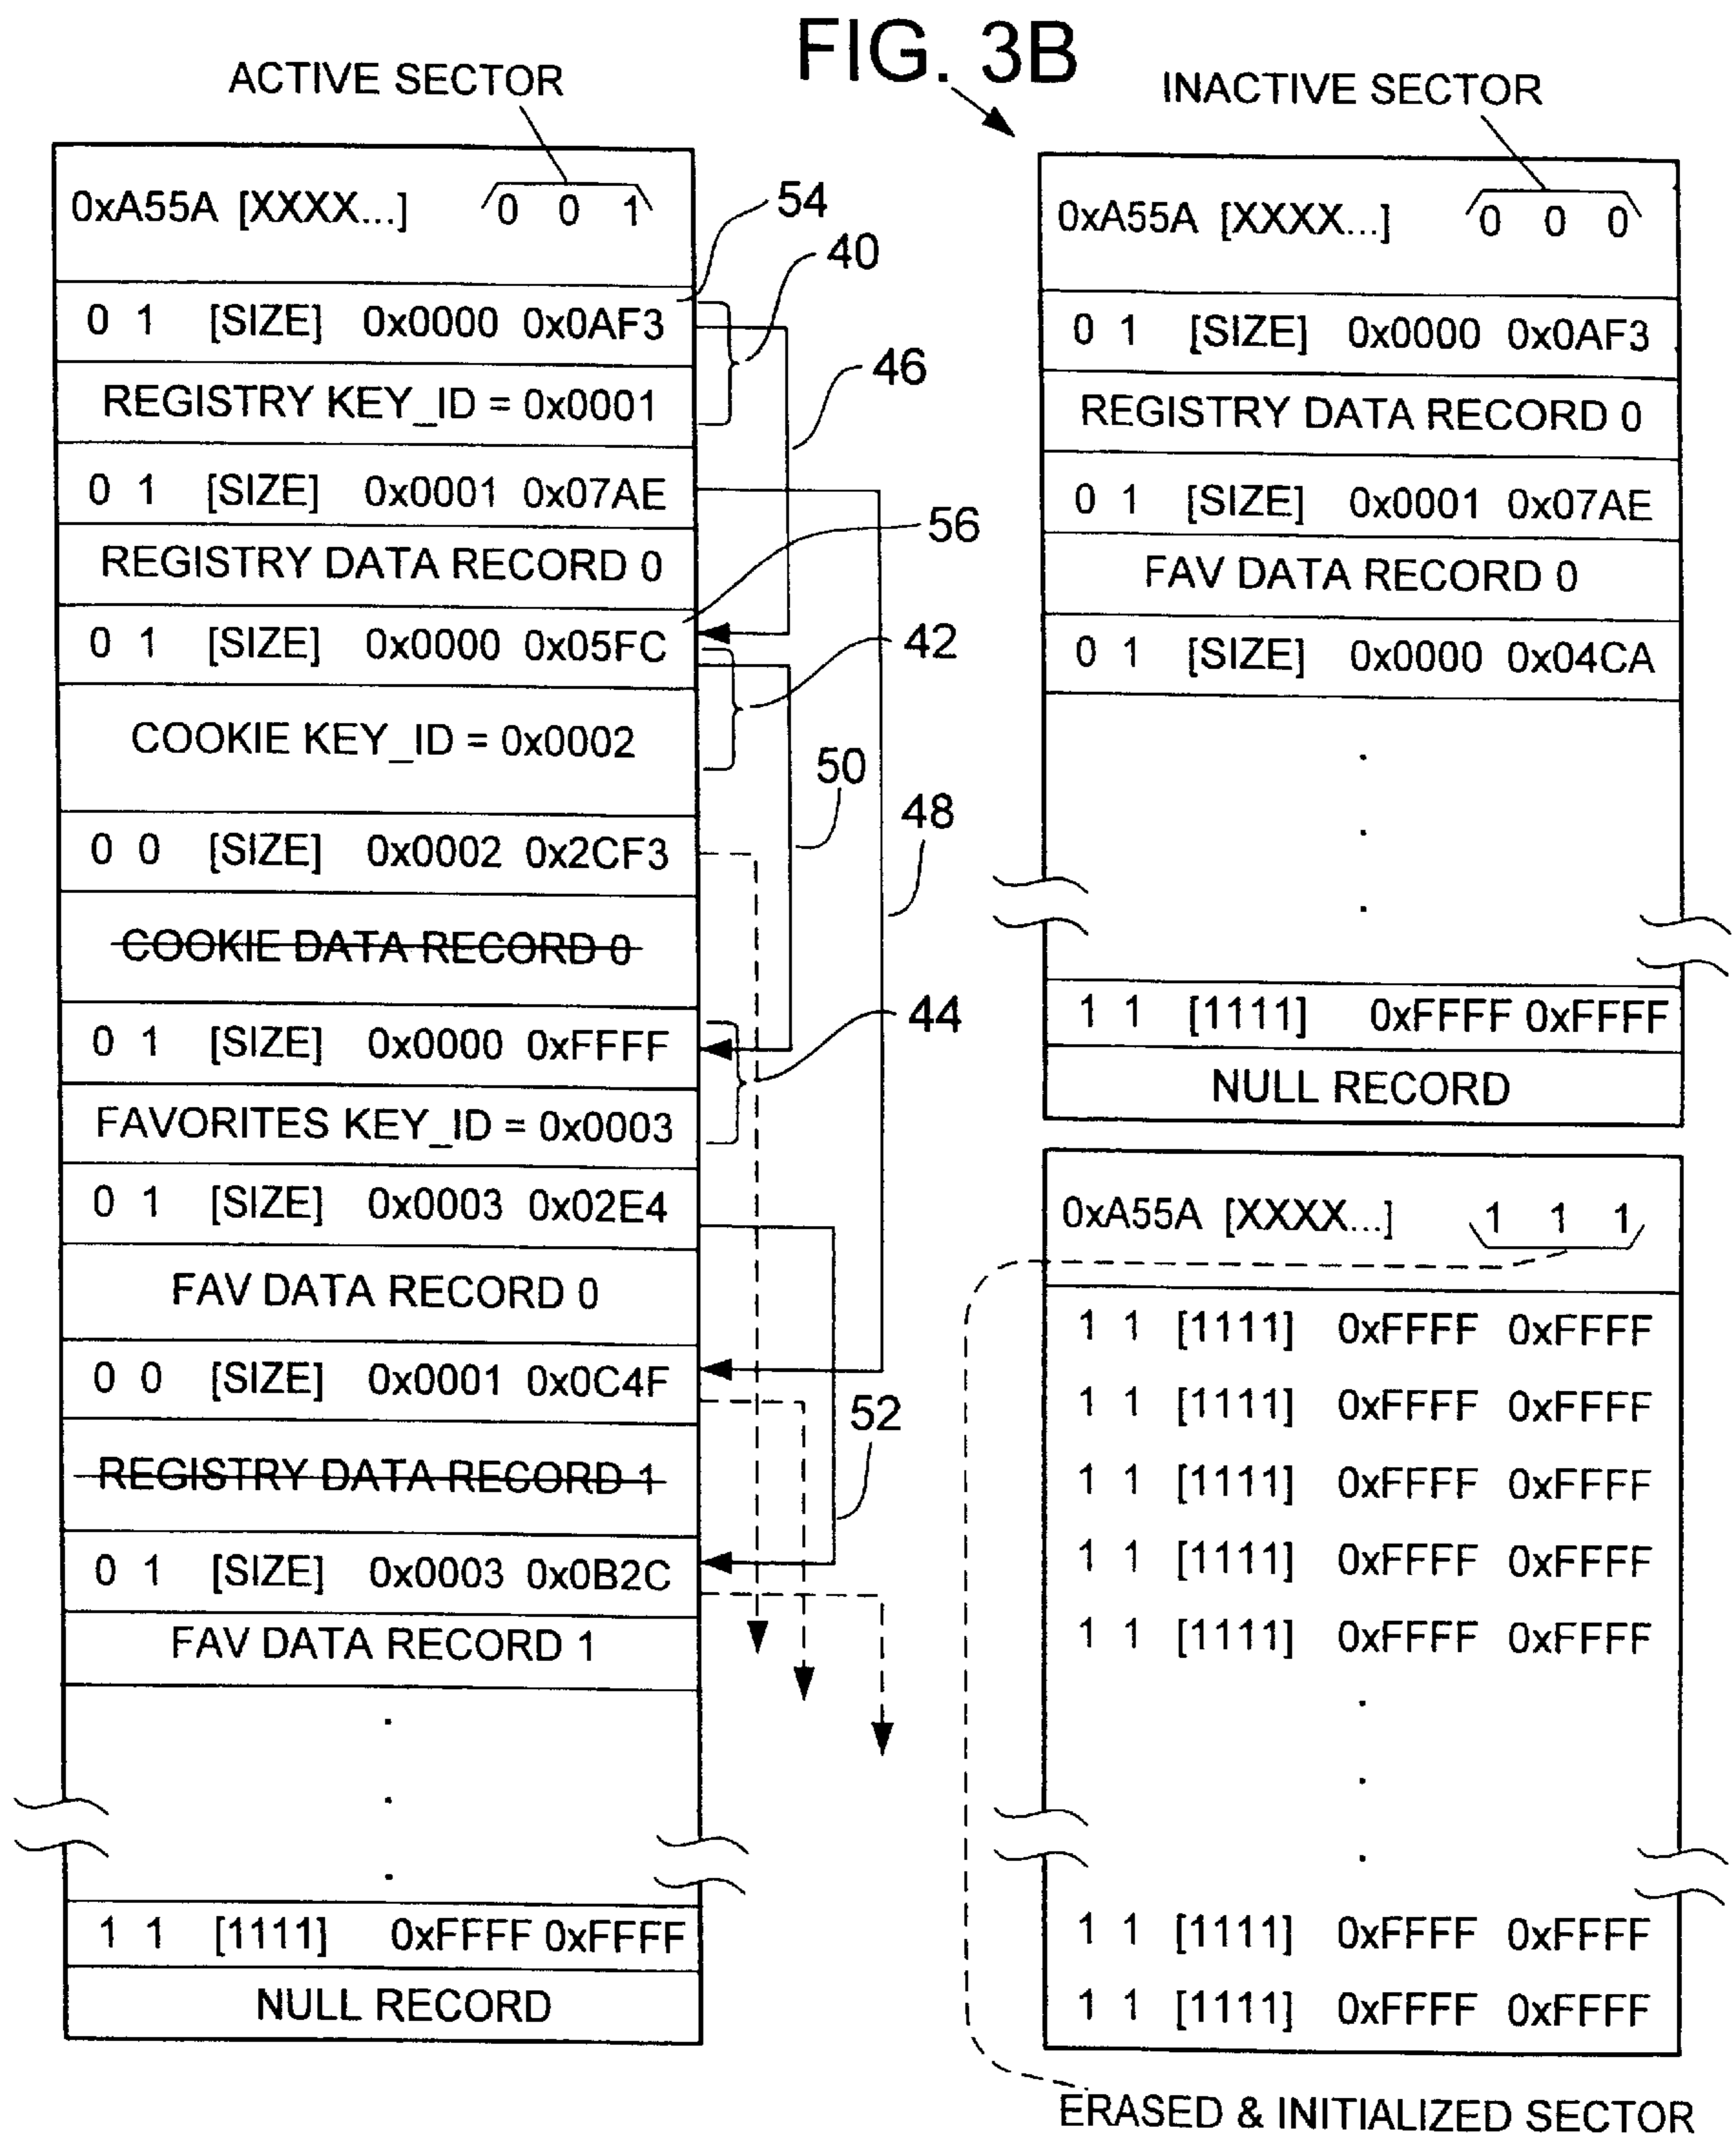 FIG. 3B
ACTIVE SECTOR
0xA55A [XXXX...] 0 0 1
54
40
0 1 [SIZE] 0x0000 0x0AF3
46
REGISTRY KEY_ID = 0x0001
0 1 [SIZE] 0x0001 0x07AE
56
REGISTRY DATA RECORD 0
0 1 [SIZE] 0x0000 0x05FC
42
COOKIE KEY_ID = 0x0002
50
48
0 0 [SIZE] 0x0002 0x2CF3
COOKIE DATA RECORD 0
44
0 1 [SIZE] 0x0000 0xFFFF
FAVORITES KEY_ID = 0x0003
0 1 [SIZE] 0x0003 0x02E4
FAV DATA RECORD 0
0 0 [SIZE] 0x0001 0x0C4F
52
REGISTRY DATA RECORD 1
0 1 [SIZE] 0x0003 0x0B2C
FAV DATA RECORD 1
.
.
.
1 1 [1111] 0xFFFF 0xFFFF
NULL RECORD
INACTIVE SECTOR
0xA55A [XXXX...] 0 0 0
0 1 [SIZE] 0x0000 0x0AF3
REGISTRY DATA RECORD 0
0 1 [SIZE] 0x0001 0x07AE
FAV DATA RECORD 0
0 1 [SIZE] 0x0000 0x04CA
.
.
.
1 1 [1111] 0xFFFF 0xFFFF
NULL RECORD
0xA55A [XXXX...] 1 1 1
1 1 [1111] 0xFFFF 0xFFFF
1 1 [1111] 0xFFFF 0xFFFF
1 1 [1111] 0xFFFF 0xFFFF
1 1 [1111] 0xFFFF 0xFFFF
1 1 [1111] 0xFFFF 0xFFFF
.
.
.
1 1 [1111] 0xFFFF 0xFFFF
1 1 [1111] 0xFFFF 0xFFFF
ERASED & INITIALIZED SECTOR